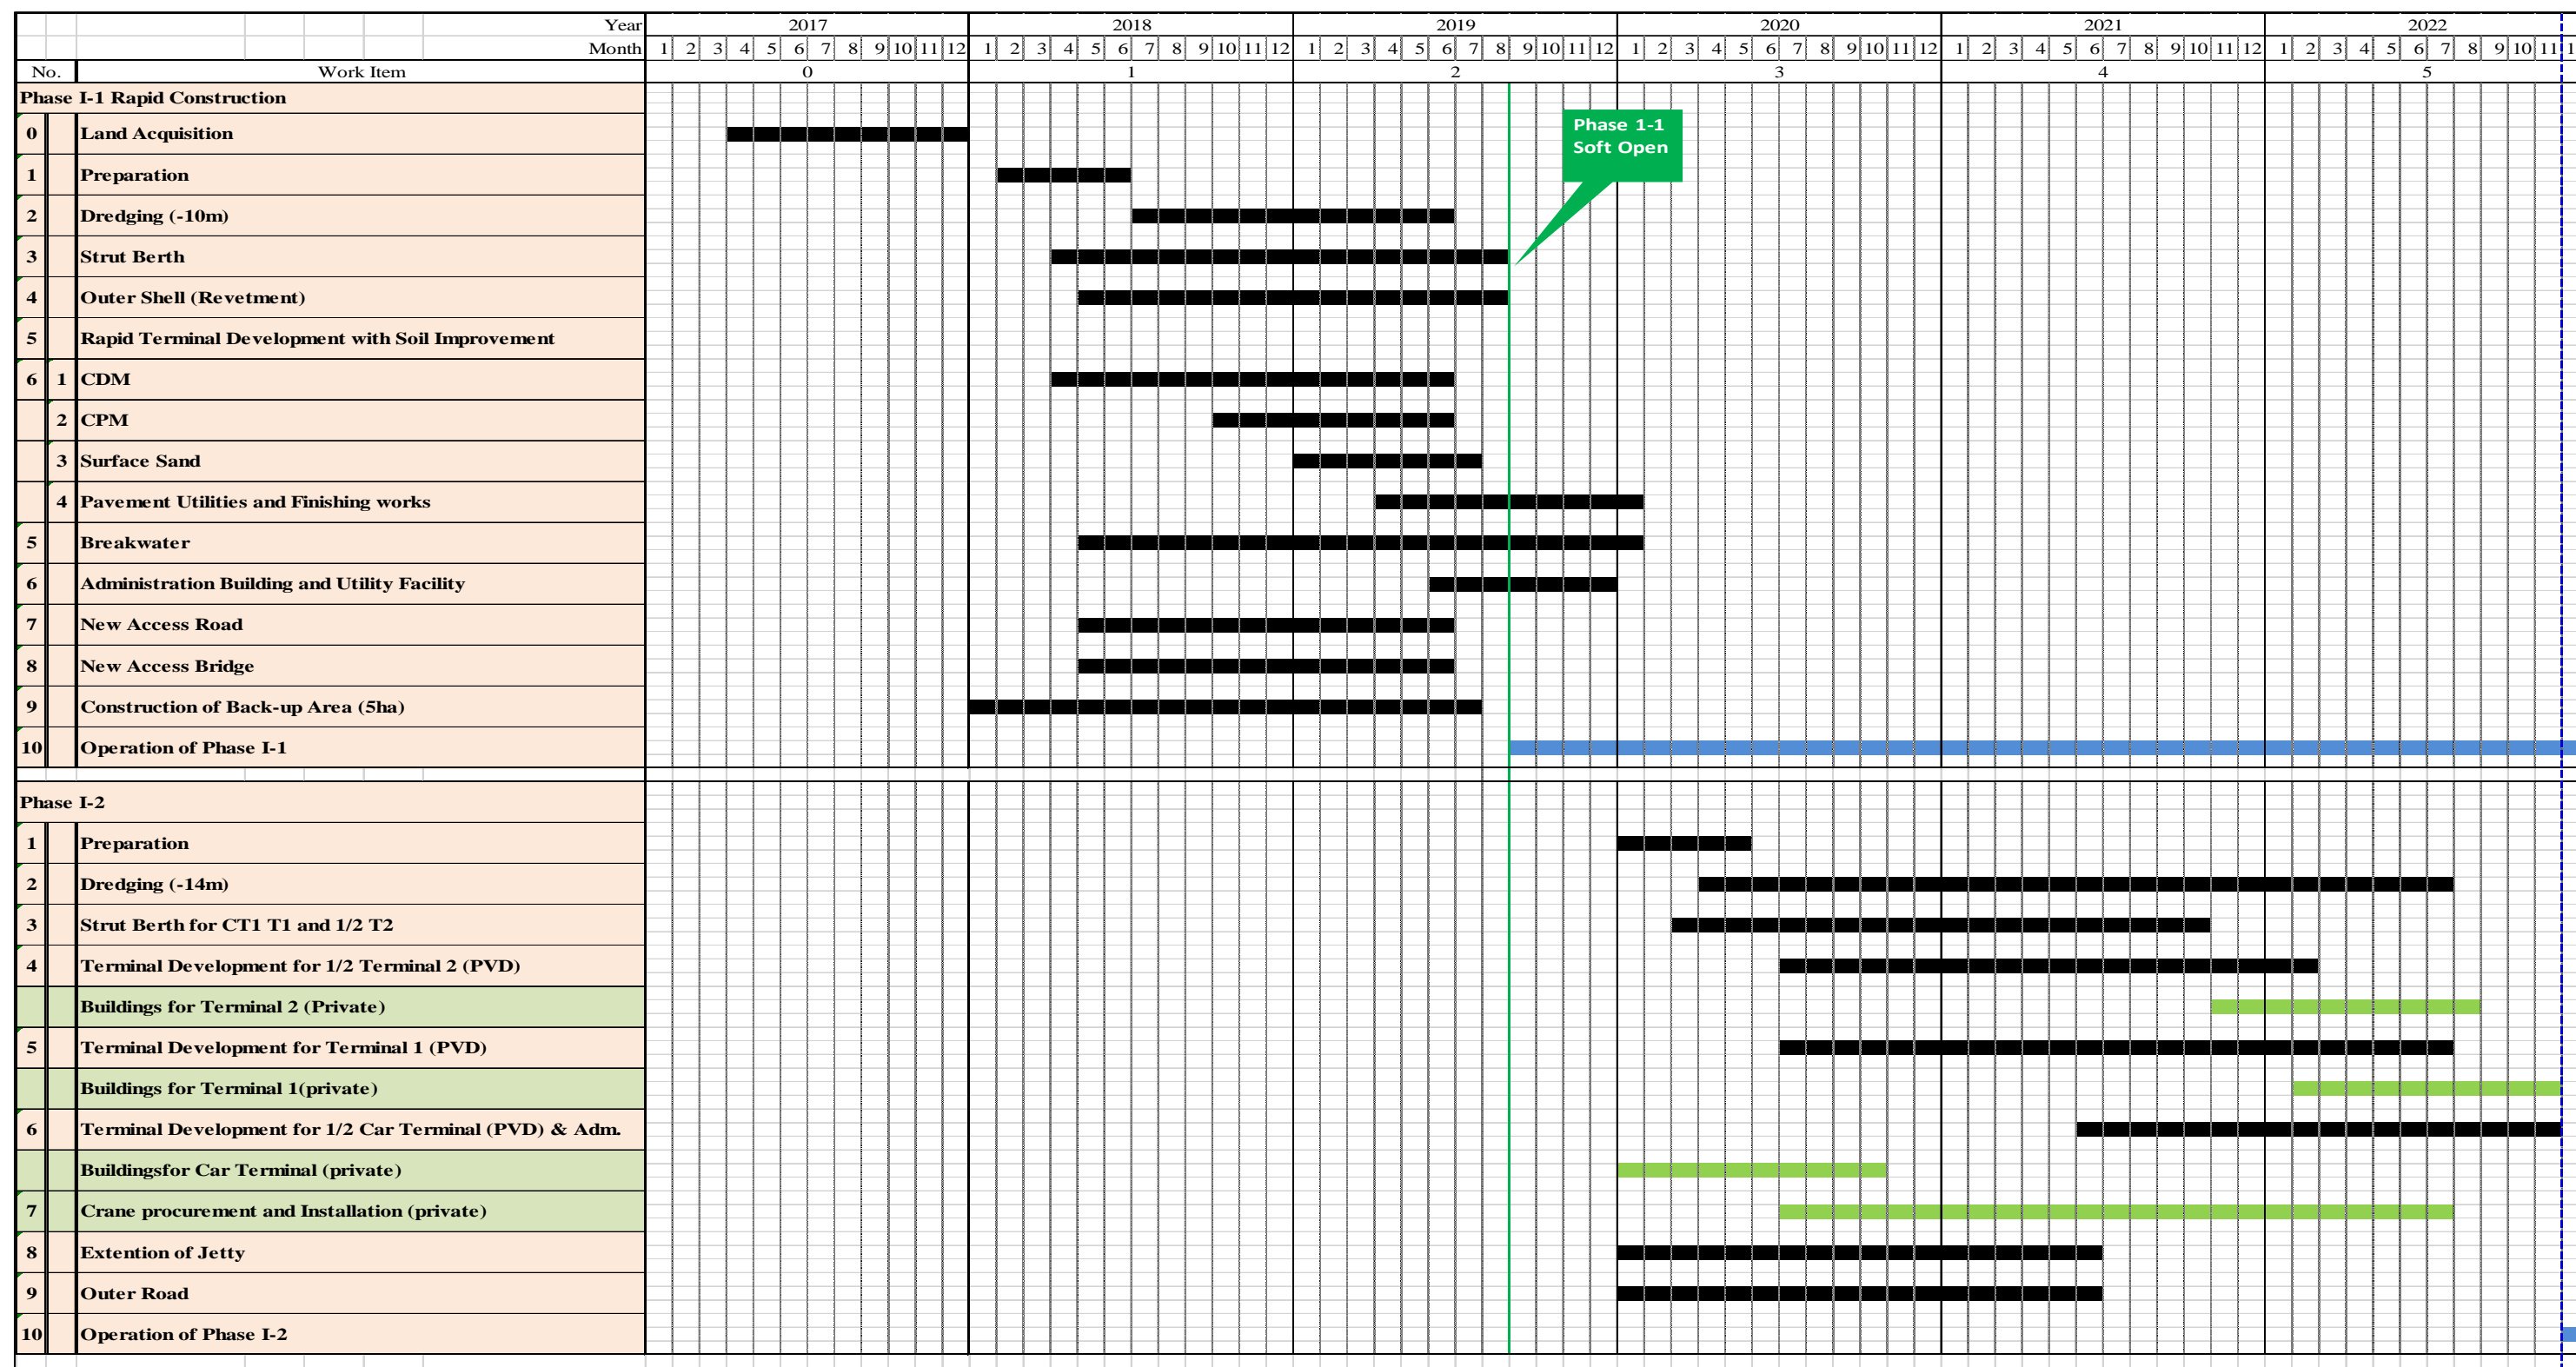 Year 2017 2018 2019 2020 2021 2022
Month 1 2 3 4 5 6 7 8 9 10 11 12 1 2 3 4 5 6 7 8 9 10 11 12 1 2 3 4 5 6 7 8 9 10 11 12 1 2 3 4 5 6 7 8 9 10 11 12 1 2 3 4 5 6 7 8 9 10 11 12 1 2 3 4 5 6 7 8 9 10 11
No. Work Item 0 1 2 3 4 5
Phase I-1 Rapid Construction
0 Land Acquisition
Phase 1-1
Soft Open
1 Preparation
2 Dredging (-10m)
3 Strut Berth
4 Outer Shell (Revetment)
5 Rapid Terminal Development with Soil Improvement
6 1 CDM
2 CPM
3 Surface Sand
4 Pavement Utilities and Finishing works
5 Breakwater
6 Administration Building and Utility Facility
7 New Access Road
8 New Access Bridge
9 Construction of Back-up Area (5ha)
10 Operation of Phase I-1
Phase I-2
1 Preparation
2 Dredging (-14m)
3 Strut Berth for CT1 T1 and 1/2 T2
4 Terminal Development for 1/2 Terminal 2 (PVD)
Buildings for Terminal 2 (Private)
5 Terminal Development for Terminal 1 (PVD)
Buildings for Terminal 1(private)
6 Terminal Development for 1/2 Car Terminal (PVD) & Adm.
Buildingsfor Car Terminal (private)
7 Crane procurement and Installation (private)
8 Extention of Jetty
9 Outer Road
10 Operation of Phase I-2